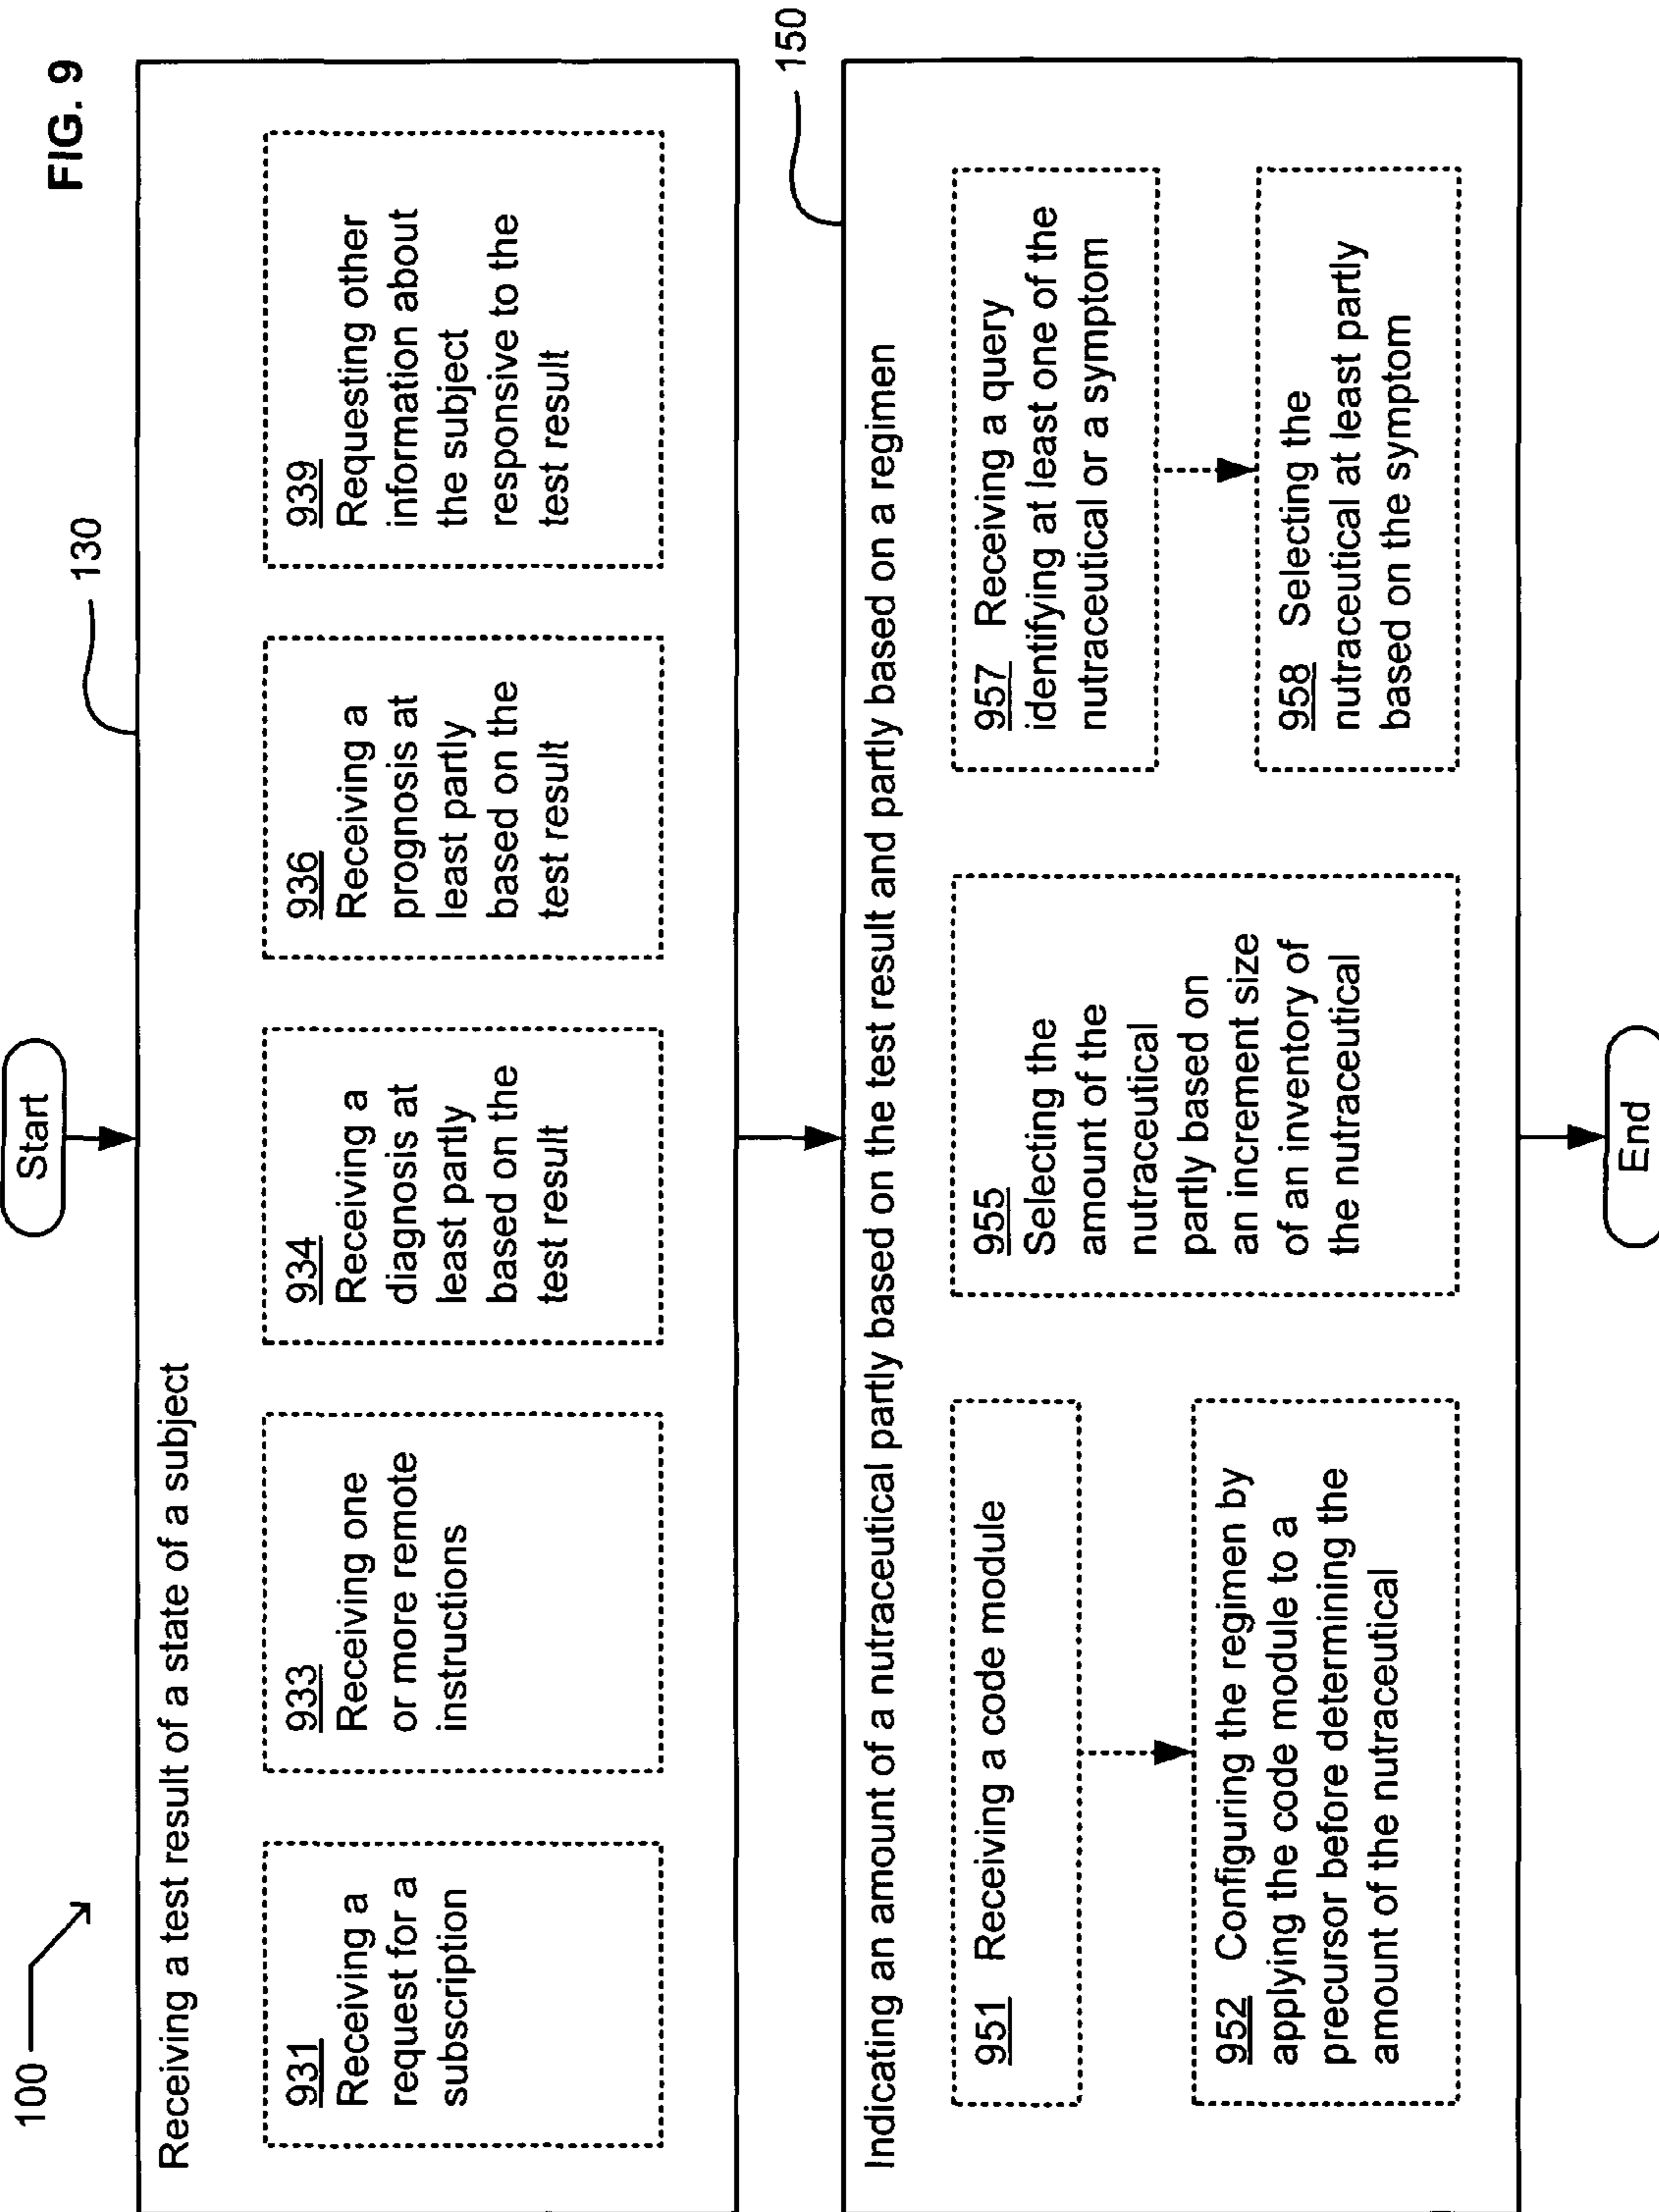 FIG. 9
100
Start
130
Receiving a test result of a state of a subject
931
Receiving a
request for a
subscription
933
Receiving one
or more remote
instructions
934
Receiving a
diagnosis at
least partly
based on the
test result
936
Receiving a
prognosis at
least partly
based on the
test result
939
Requesting other
information about
the subject
responsive to the
test result
150
Indicating an amount of a nutraceutical partly based on the test result and partly based on a regimen
951 Receiving a code module
952 Configuring the regimen by
applying the code module to a
precursor before determining the
amount of the nutraceutical
955
Selecting the
amount of the
nutraceutical
partly based on
an increment size
of an inventory of
the nutraceutical
957 Receiving a query
identifying at least one of the
nutraceutical or a symptom
958 Selecting the
nutraceutical at least partly
based on the symptom
End